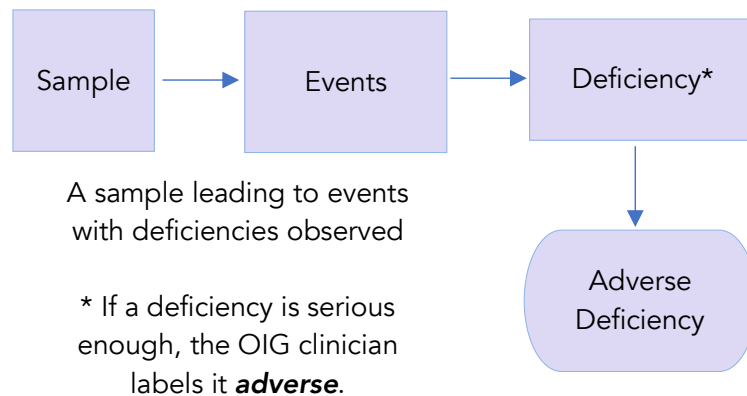 Sample
Events
Deficiency*
A sample leading to events
with deficiencies observed
* If a deficiency is serious
enough, the OIG clinician
labels it adverse.
Adverse
Deficiency